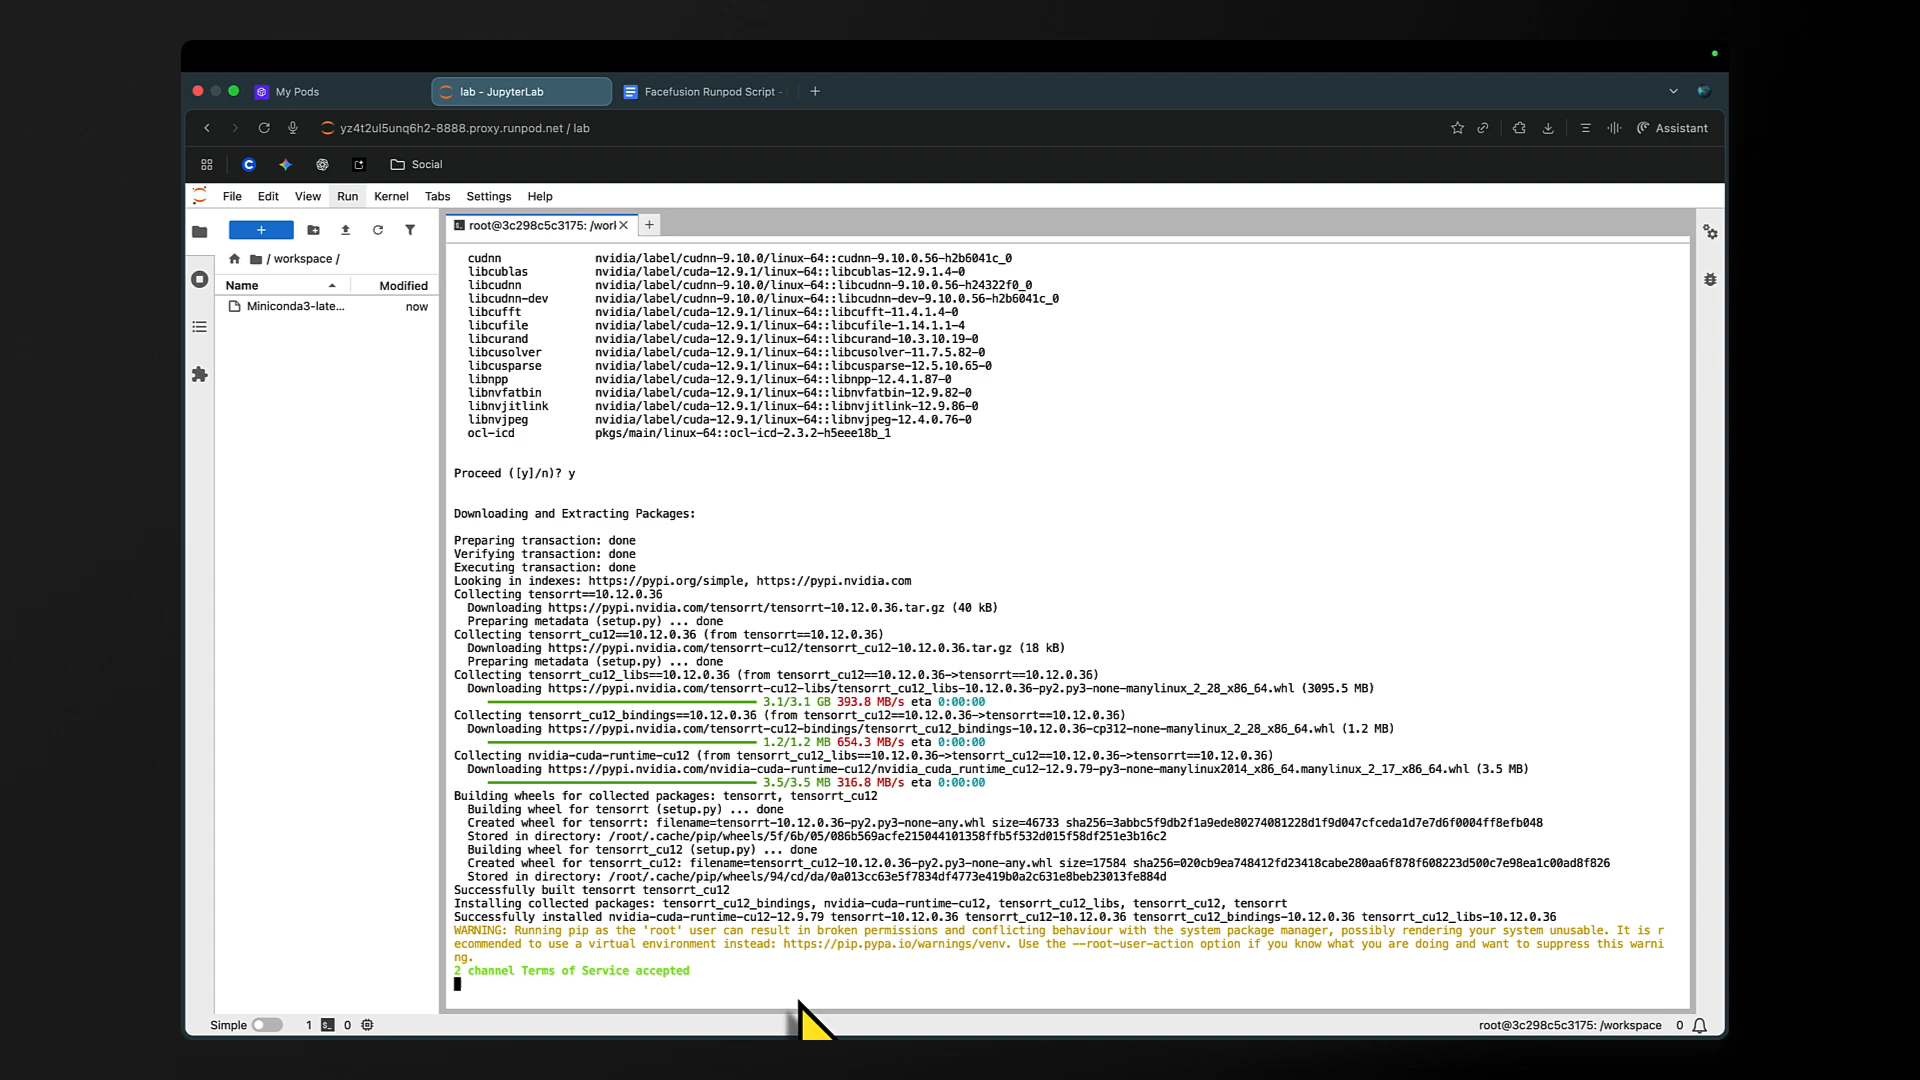 My Pods
lab - JupyterLab
Facefusion Runpod Script -
yz4t2ul5unq6h2-8888.proxy.runpod.net / lab
Assistant
Social
File Edit View Run Kernel Tabs Settings Help
root@3c298c5c3175: /worl
/ workspace /
Name Modified
Miniconda3-late... now
cudnn nvidia/label/cudnn-9.10.0/linux-64::cudnn-9.10.0.56-h2b6041c_0
libcublas nvidia/label/cuda-12.9.1/linux-64::libcublas-12.9.1.4-0
libcudnn nvidia/label/cudnn-9.10.0/linux-64::libcudnn-9.10.0.56-h24322f0_0
libcudnn-dev nvidia/label/cudnn-9.10.0/linux-64::libcudnn-dev-9.10.0.56-h2b6041c_0
libcufft nvidia/label/cuda-12.9.1/linux-64::libcufft-11.4.1.4-0
libcufile nvidia/label/cuda-12.9.1/linux-64::libcufile-1.14.1.1-4
libcurand nvidia/label/cuda-12.9.1/linux-64::libcurand-10.3.10.19-0
libcusolver nvidia/label/cuda-12.9.1/linux-64::libcusolver-11.7.5.82-0
libcusparse nvidia/label/cuda-12.9.1/linux-64::libcusparse-12.5.10.65-0
libnpp nvidia/label/cuda-12.9.1/linux-64::libnpp-12.4.1.87-0
libnvfatbin nvidia/label/cuda-12.9.1/linux-64::libnvfatbin-12.9.82-0
libnvjitlink nvidia/label/cuda-12.9.1/linux-64::libnvjitlink-12.9.86-0
libnvjpeg nvidia/label/cuda-12.9.1/linux-64::libnvjpeg-12.4.0.76-0
ocl-icd pkgs/main/linux-64::ocl-icd-2.3.2-h5eee18b_1
Proceed ([y]/n)? y
Downloading and Extracting Packages:
Preparing transaction: done
Verifying transaction: done
Executing transaction: done
Looking in indexes: https://pypi.org/simple, https://pypi.nvidia.com
Collecting tensorrt==10.12.0.36
Downloading https://pypi.nvidia.com/tensorrt/tensorrt-10.12.0.36.tar.gz (40 kB)
Preparing metadata (setup.py) ... done
Collecting tensorrt_cu12==10.12.0.36 (from tensorrt==10.12.0.36)
Downloading https://pypi.nvidia.com/tensorrt-cu12/tensorrt_cu12-10.12.0.36.tar.gz (18 kB)
Preparing metadata (setup.py) ... done
Collecting tensorrt_cu12_libs==10.12.0.36 (from tensorrt_cu12==10.12.0.36->tensorrt==10.12.0.36)
Downloading https://pypi.nvidia.com/tensorrt-cu12-libs/tensorrt_cu12_libs-10.12.0.36-py2.py3-none-manylinux_2_28_x86_64.whl (3095.5 MB)
3.1/3.1 GB 393.8 MB/s eta 0:00:00
Collecting tensorrt_cu12_bindings==10.12.0.36 (from tensorrt_cu12==10.12.0.36->tensorrt==10.12.0.36)
Downloading https://pypi.nvidia.com/tensorrt-cu12-bindings/tensorrt_cu12_bindings-10.12.0.36-cp312-none-manylinux_2_28_x86_64.whl (1.2 MB)
1.2/1.2 MB 654.3 MB/s eta 0:00:00
Collecting nvidia-cuda-runtime-cu12 (from tensorrt_cu12_libs==10.12.0.36->tensorrt_cu12==10.12.0.36->tensorrt==10.12.0.36)
Downloading https://pypi.nvidia.com/nvidia-cuda-runtime-cu12/nvidia_cuda_runtime_cu12-12.9.79-py3-none-manylinux2014_x86_64.manylinux_2_17_x86_64.whl (3.5 MB)
3.5/3.5 MB 316.8 MB/s eta 0:00:00
Building wheels for collected packages: tensorrt, tensorrt_cu12
Building wheel for tensorrt (setup.py) ... done
Created wheel for tensorrt: filename=tensorrt-10.12.0.36-py2.py3-none-any.whl size=46733 sha256=3abbc5f9db2f1a9ede80274081228d1f9d047cfceda1d7e7d6f0004ff8efb048
Stored in directory: /root/.cache/pip/wheels/5f/6b/05/086b569acfe215044101358ffb5f532d015f58df251e3b16c2
Building wheel for tensorrt_cu12 (setup.py) ... done
Created wheel for tensorrt_cu12: filename=tensorrt_cu12-10.12.0.36-py2.py3-none-any.whl size=17584 sha256=020cb9ea748412fd23418cabe280aa6f878f608223d500c7e98ea1c00ad8f826
Stored in directory: /root/.cache/pip/wheels/94/cd/da/0a013cc63e5f7834df4773e419b0a2c631e8beb23013fe884d
Successfully built tensorrt tensorrt_cu12
Installing collected packages: tensorrt_cu12_bindings, nvidia-cuda-runtime-cu12, tensorrt_cu12_libs, tensorrt_cu12, tensorrt
Successfully installed nvidia-cuda-runtime-cu12-12.9.79 tensorrt-10.12.0.36 tensorrt_cu12-10.12.0.36 tensorrt_cu12_bindings-10.12.0.36 tensorrt_cu12_libs-10.12.0.36
WARNING: Running pip as the 'root' user can result in broken permissions and conflicting behaviour with the system package manager, possibly rendering your system unusable. It is r
ecommended to use a virtual environment instead: https://pip.pypa.io/warnings/venv. Use the --root-user-action option if you know what you are doing and want to suppress this warni
ng.
2 channel Terms of Service accepted
Simple 1 0 root@3c298c5c3175: /workspace 0